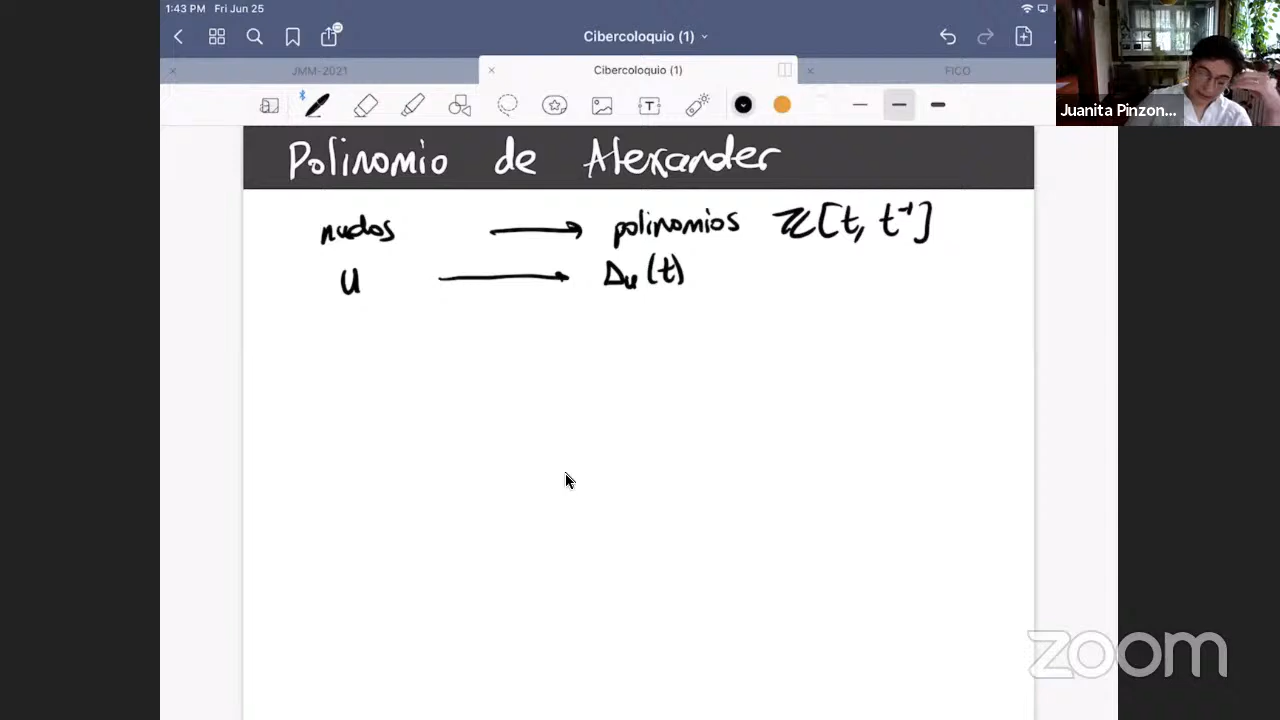 1:43 PM Fri Jun 25
Cibercoloquio (1)
JMM-2021
Cibercoloquio (1)
FICO
Juanita Pinzon...
Polinomio de Alexander
nudos → polinomios ℤ[t, t⁻¹]
U → Δᵤ(t)
zoom